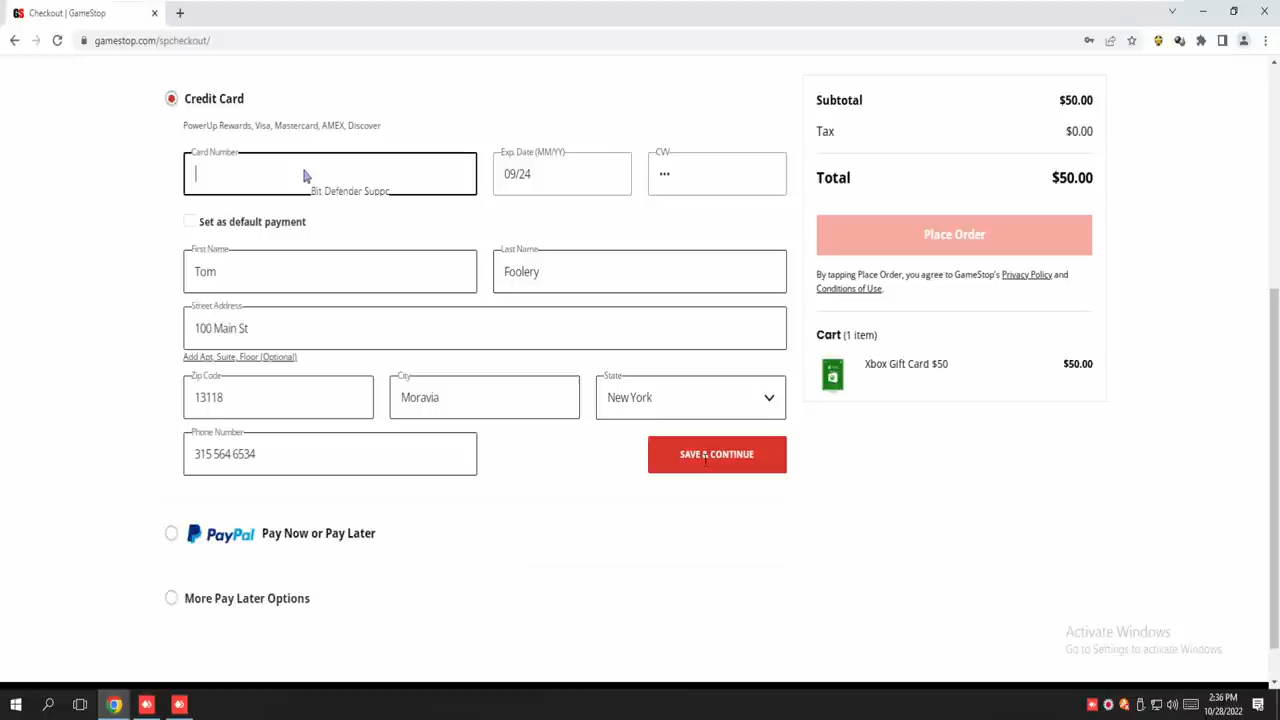 GS Checkout | GameStop
gamestop.com/spcheckout/
Credit Card
PowerUp Rewards, Visa, Mastercard, AMEX, Discover
Card Number
Exp. Date (MM/YY)
09/24
CVV
•••
Bit Defender Suppc
Set as default payment
First Name
Tom
Last Name
Foolery
Street Address
100 Main St
Add Apt, Suite, Floor (Optional)
Zip Code
13118
City
Moravia
State
New York
Phone Number
315 564 6534
SAVE & CONTINUE
PayPal Pay Now or Pay Later
More Pay Later Options
Subtotal $50.00
Tax $0.00
Total $50.00
Place Order
By tapping Place Order, you agree to GameStop's Privacy Policy and
Conditions of Use.
Cart (1 item)
Xbox Gift Card $50 $50.00
Activate Windows
Go to Settings to activate Windows.
2:36 PM
10/28/2022